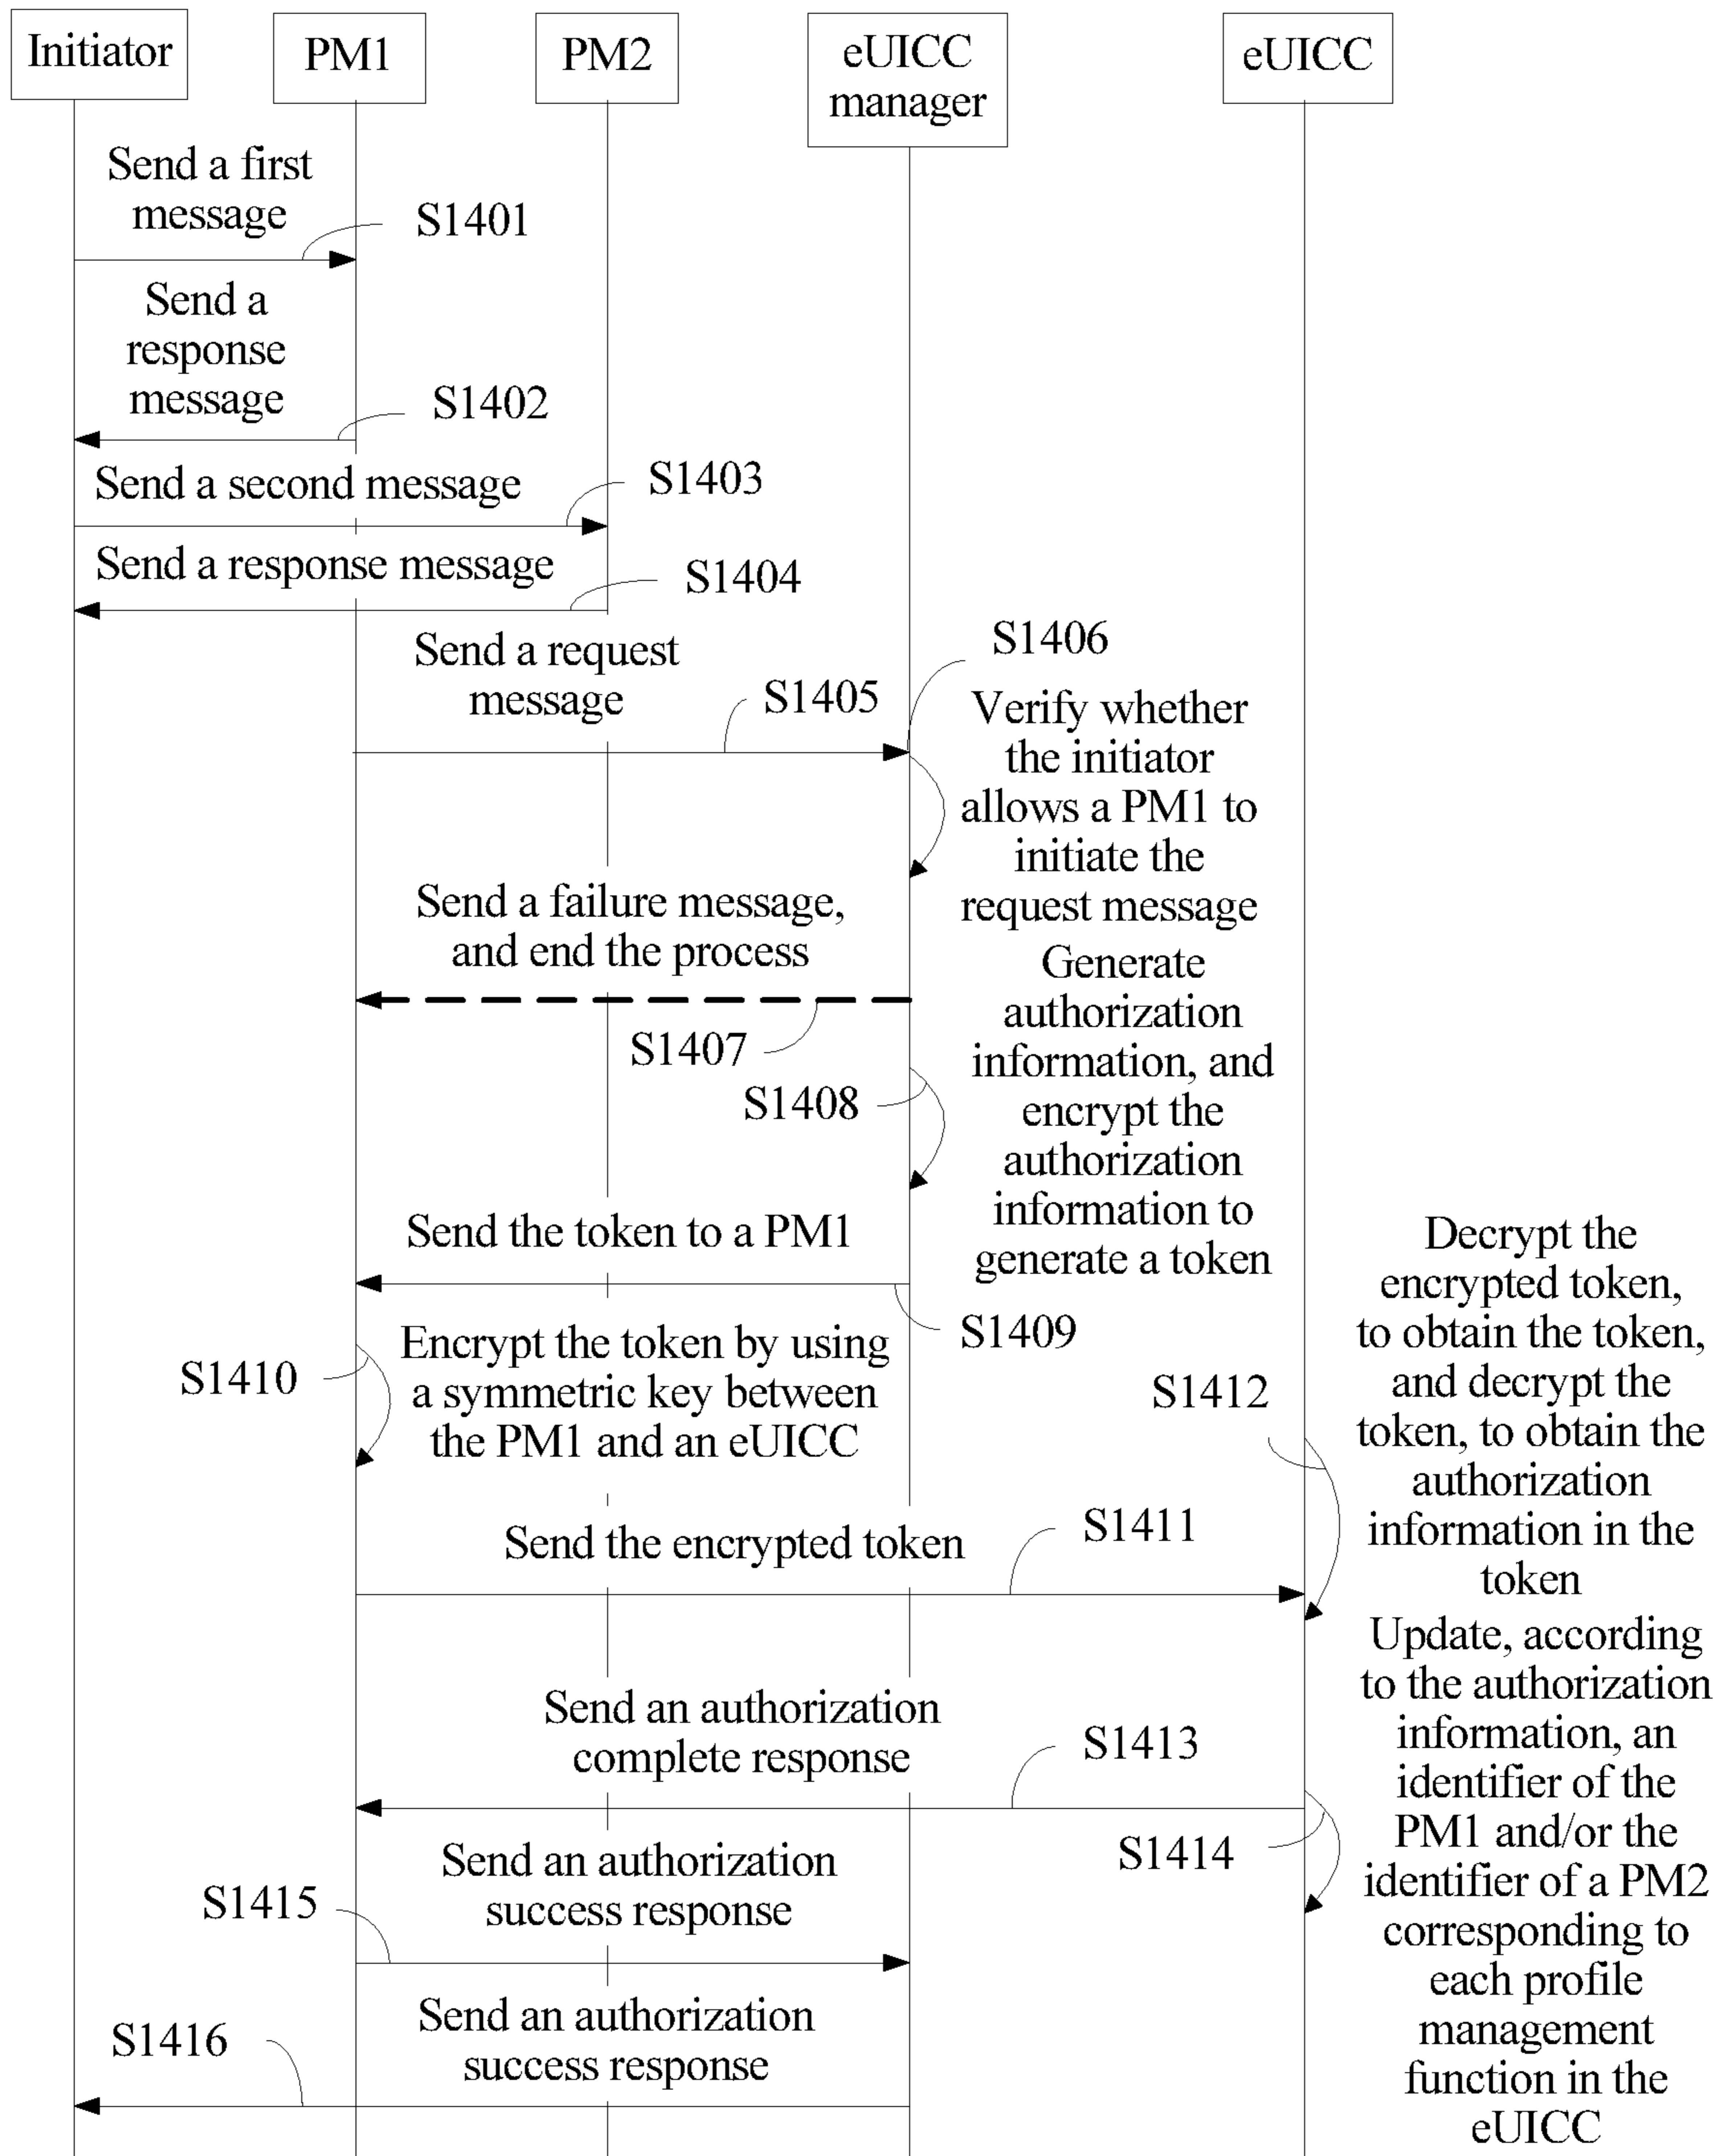 Initiator
PM1
PM2
eUICC
manager
eUICC
Send a first
message
S1401
Send a
response
message
S1402
Send a second message
S1403
Send a response message
S1404
Send a request
message
S1405
S1406
Verify whether
the initiator
allows a PM1 to
initiate the
request message
Send a failure message,
and end the process
S1407
Generate
authorization
information, and
encrypt the
authorization
information to
generate a token
S1408
Send the token to a PM1
S1409
S1410
Encrypt the token by using
a symmetric key between
the PM1 and an eUICC
Send the encrypted token
S1411
S1412
Decrypt the
encrypted token,
to obtain the token,
and decrypt the
token, to obtain the
authorization
information in the
token
Send an authorization
complete response
S1413
S1414
Update, according
to the authorization
information, an
identifier of the
PM1 and/or the
identifier of a PM2
corresponding to
each profile
management
function in the
eUICC
S1415
Send an authorization
success response
S1416
Send an authorization
success response